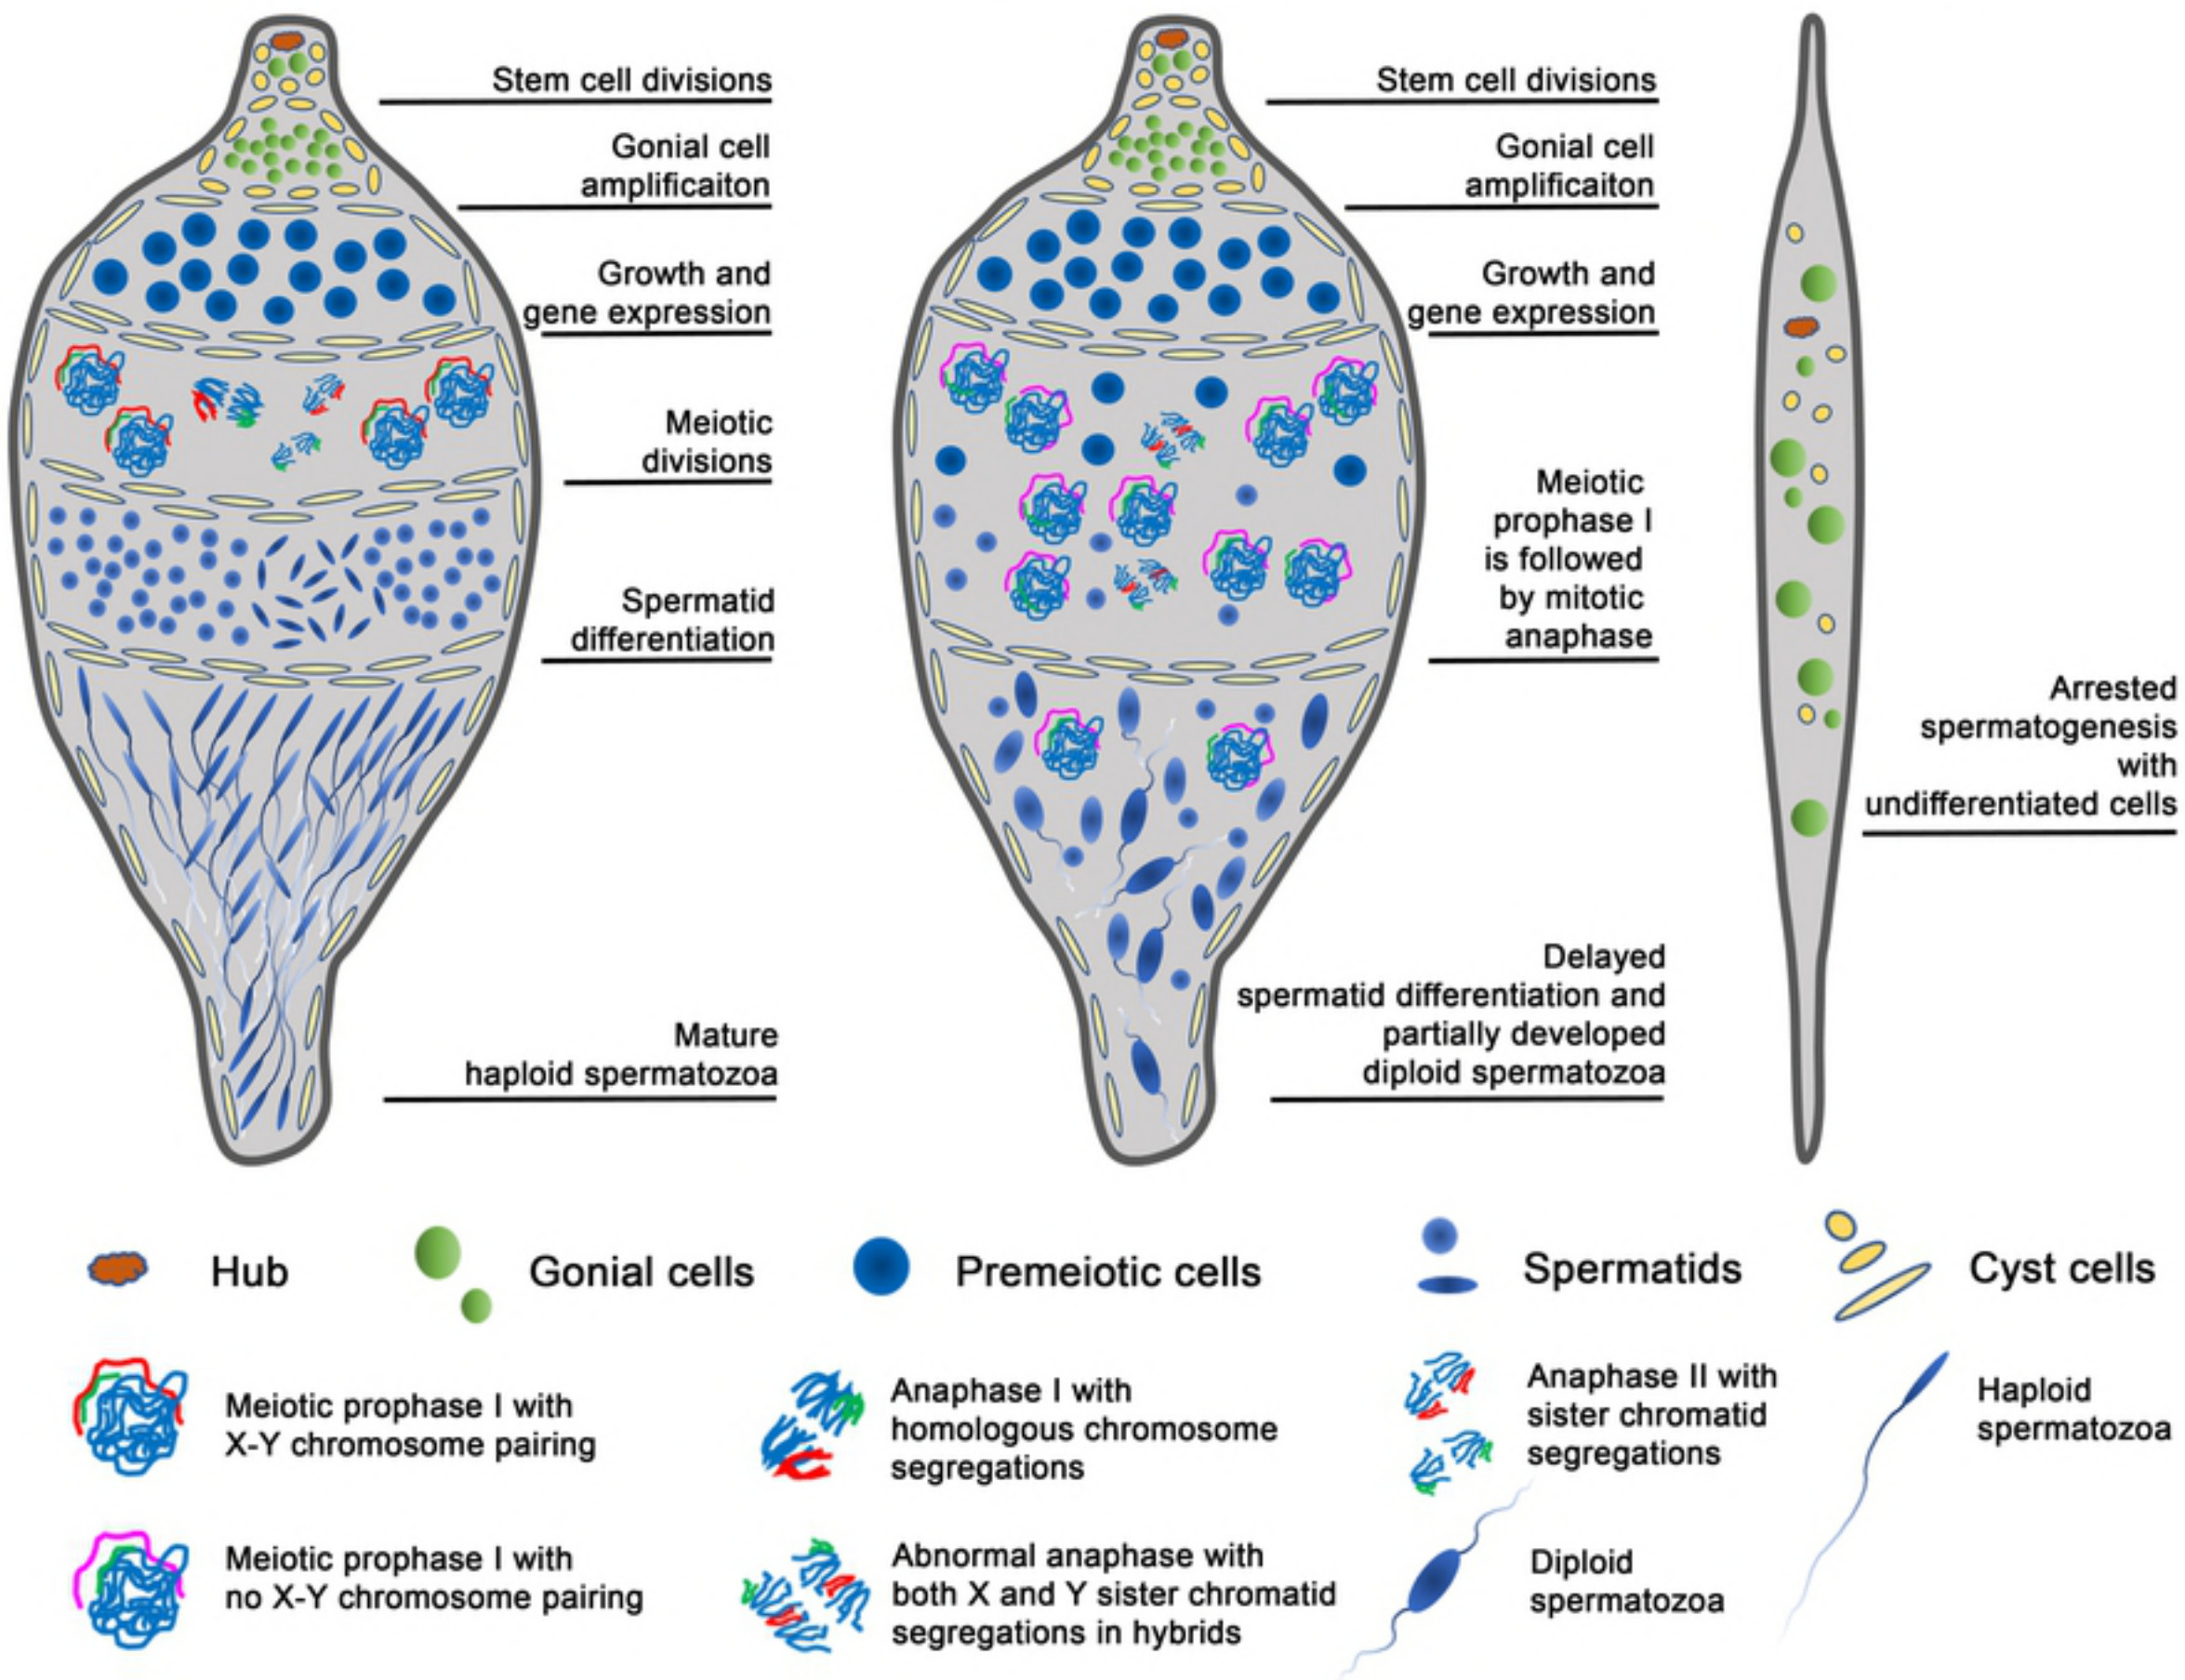 Stem cell divisions
Gonial cell
amplificaiton
Growth and
gene expression
Meiotic
divisions
Spermatid
differentiation
Mature
haploid spermatozoa
Stem cell divisions
Gonial cell
amplificaiton
Growth and
gene expression
Meiotic
prophase I
is followed
by mitotic
anaphase
Delayed
spermatid differentiation and
partially developed
diploid spermatozoa
Arrested
spermatogenesis
with
undifferentiated cells
Hub
Gonial cells
Premeiotic cells
Spermatids
Cyst cells
Meiotic prophase I with
X-Y chromosome pairing
Anaphase I with
homologous chromosome
segregations
Anaphase II with
sister chromatid
segregations
Haploid
spermatozoa
Meiotic prophase I with
no X-Y chromosome pairing
Abnormal anaphase with
both X and Y sister chromatid
segregations in hybrids
Diploid
spermatozoa